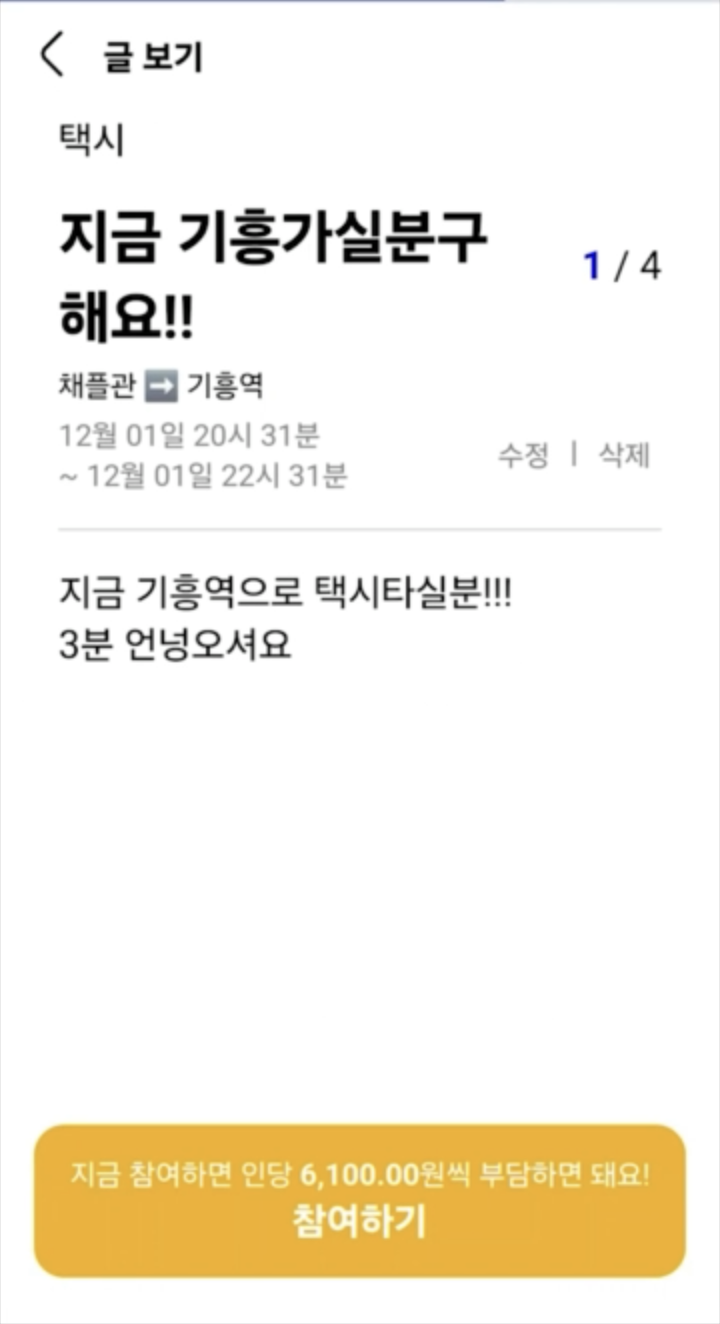 글 보기
택시
지금 기흥가실분구
해요!!
1 / 4
채플관 ➡ 기흥역
12월 01일 20시 31분
~ 12월 01일 22시 31분
수정 | 삭제
지금 기흥역으로 택시타실분!!!
3분 언넝오셔요
지금 참여하면 인당 6,100.00원씩 부담하면 돼요!
참여하기